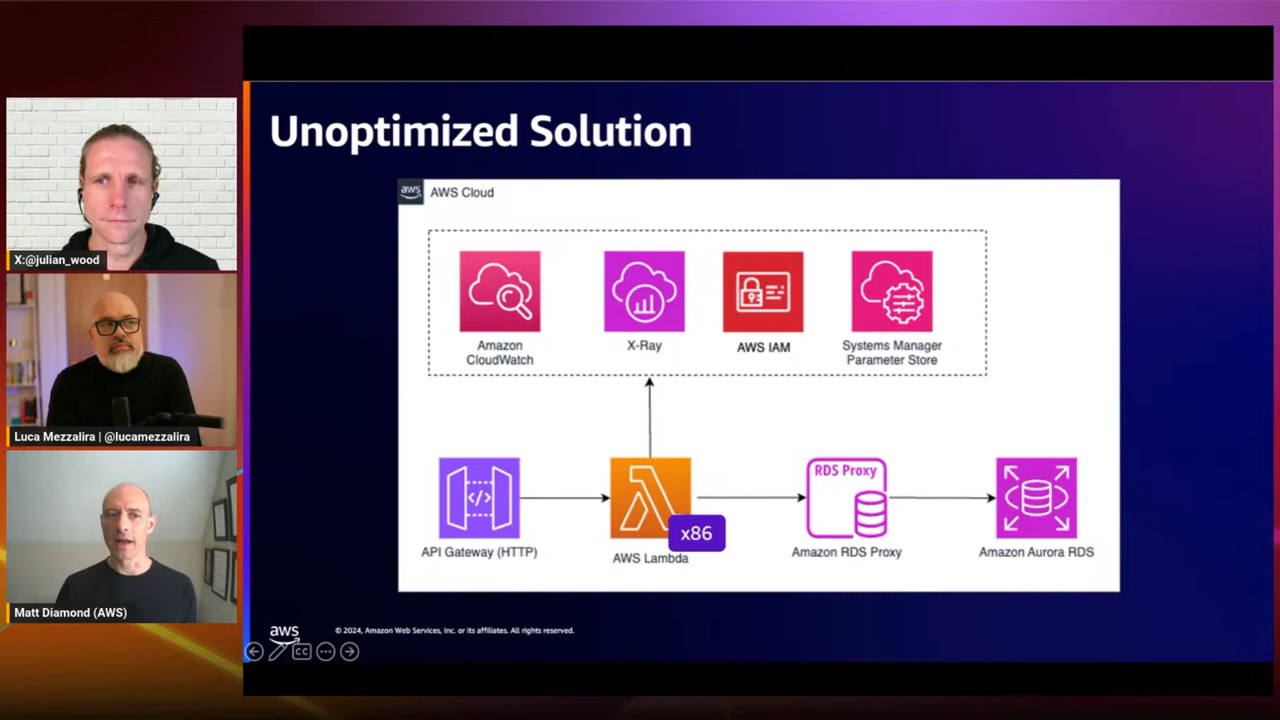 Unoptimized Solution
aws
AWS Cloud
Amazon
CloudWatch
X-Ray
AWS IAM
Systems Manager
Parameter Store
</>
RDS Proxy
x86
API Gateway (HTTP)
AWS Lambda
Amazon RDS Proxy
Amazon Aurora RDS
aws
© 2024, Amazon Web Services, Inc. or its affiliates. All rights reserved.
CC
X:@julian_wood
Luca Mezzalira | @lucamezzalira
Matt Diamond (AWS)